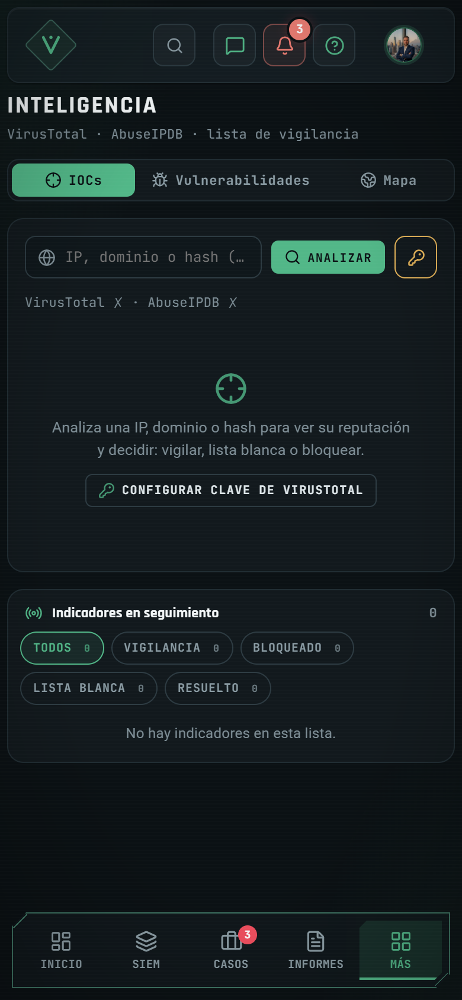 3
INTELIGENCIA
VirusTotal · AbuseIPDB · lista de vigilancia
IOCs Vulnerabilidades Mapa
IP, dominio o hash (… ANALIZAR
VirusTotal ✗ · AbuseIPDB ✗
Analiza una IP, dominio o hash para ver su reputación
y decidir: vigilar, lista blanca o bloquear.
CONFIGURAR CLAVE DE VIRUSTOTAL
Indicadores en seguimiento 0
TODOS 0 VIGILANCIA 0 BLOQUEADO 0
LISTA BLANCA 0 RESUELTO 0
No hay indicadores en esta lista.
3
INICIO SIEM CASOS INFORMES MÁS